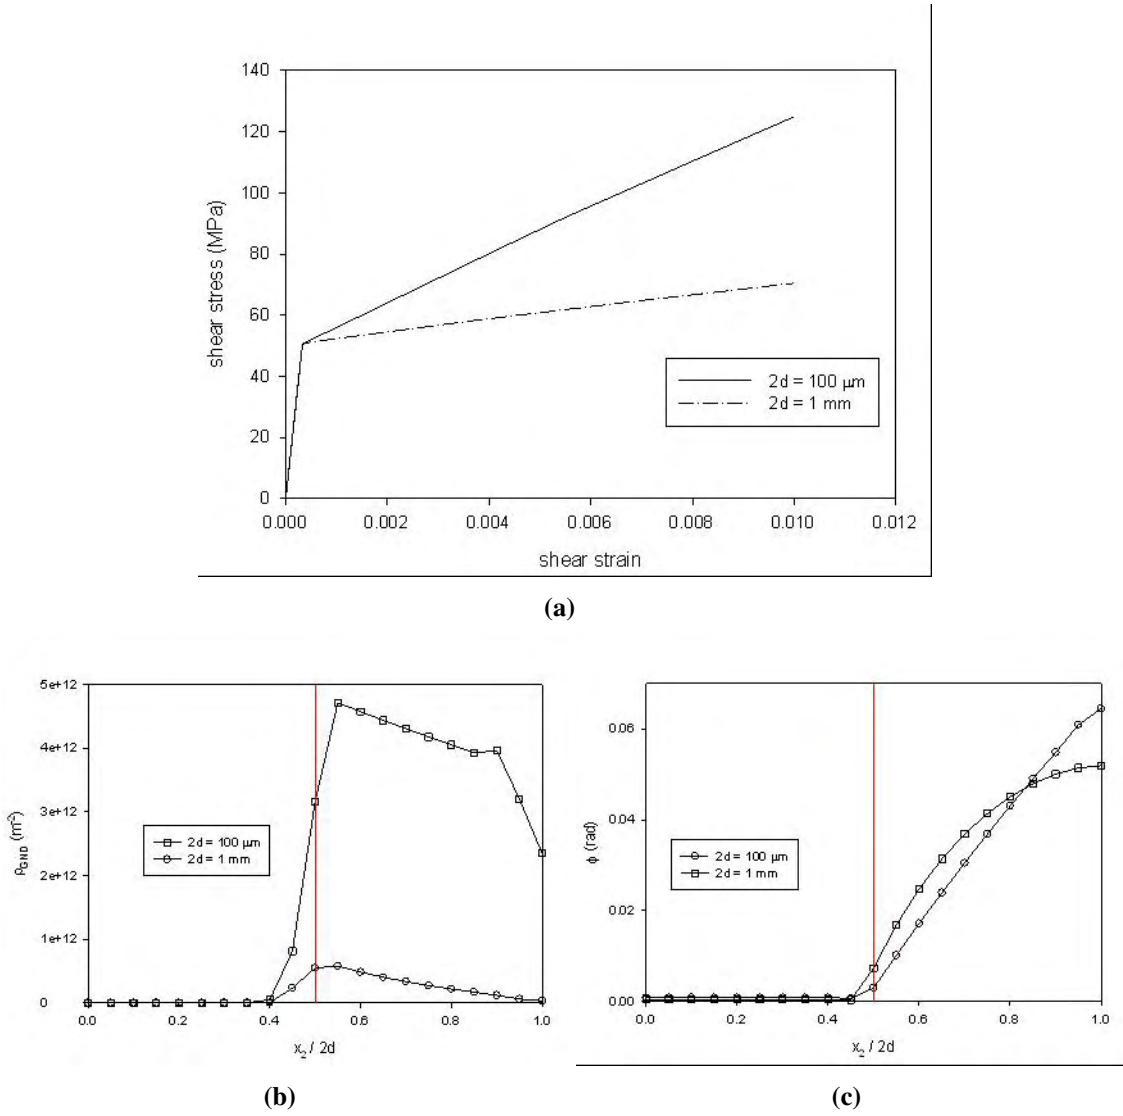 140
120
100
80
60
40
20
0
shear stress (MPa)
2d = 100 μm
2d = 1 mm
0.000 0.002 0.004 0.006 0.008 0.010 0.012
shear strain
(a)
5e+12
4e+12
3e+12
2e+12
1e+12
0
ρGND (m-2)
2d = 100 μm
2d = 1 mm
0.0 0.2 0.4 0.6 0.8 1.0
x2 / 2d
(b)
0.06
0.04
0.02
0.00
ϕ (rad)
2d = 100 μm
2d = 1 mm
0.0 0.2 0.4 0.6 0.8 1.0
x2 / 2d
(c)